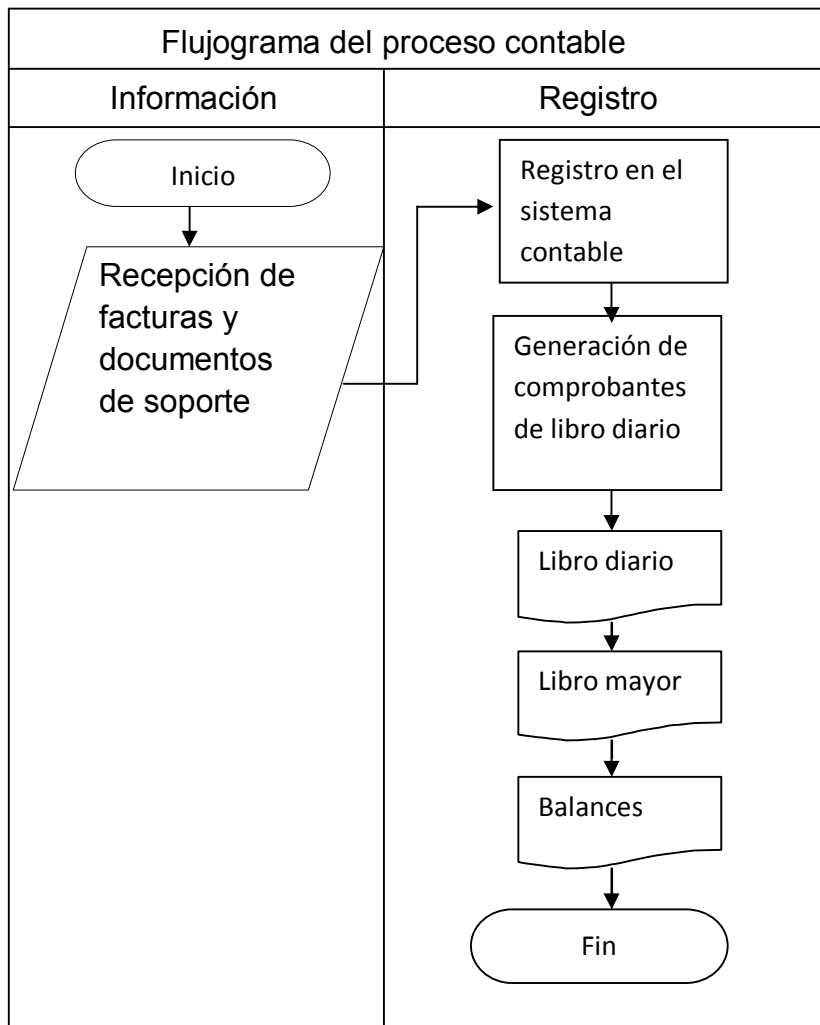 Flujograma del proceso contable
Información
Registro
Inicio
Recepción de
facturas y
documentos
de soporte
Registro en el
sistema
contable
Generación de
comprobantes
de libro diario
Libro diario
Libro mayor
Balances
Fin